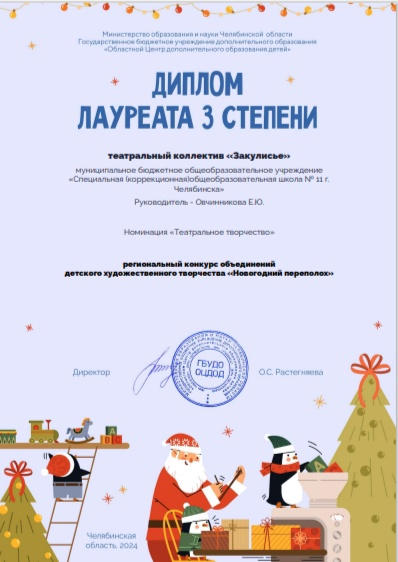 Министерство образования и науки Челябинской области
Государственное бюджетное учреждение дополнительного образования
«Областной Центр дополнительного образования детей»
ДИПЛОМ
ЛАУРЕАТА 3 СТЕПЕНИ
театральный коллектив «Закулисье»
муниципальное бюджетное общеобразовательное учреждение
«Специальная (коррекционная)общеобразовательная школа № 11 г.
Челябинска»
Руководитель - Овчинникова Е.Ю.
Номинация «Театральное творчество»
региональный конкурс объединений
детского художественного творчества «Новогодний переполох»
Директор
ГБУДО
ОЦДОД
О.С. Растегняева
Челябинская
область, 2024